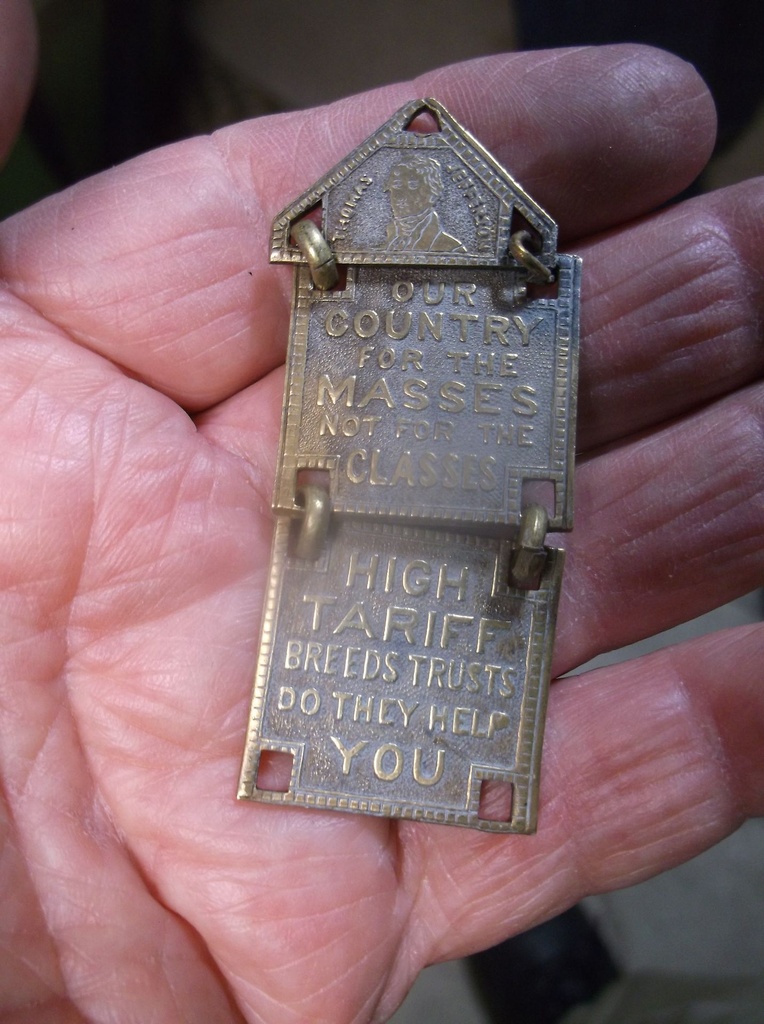 THOMAS JEFFERSON
OUR
COUNTRY
FOR THE
MASSES
NOT FOR THE
CLASSES
HIGH
TARIFF
BREEDS TRUSTS
DO THEY HELP
YOU